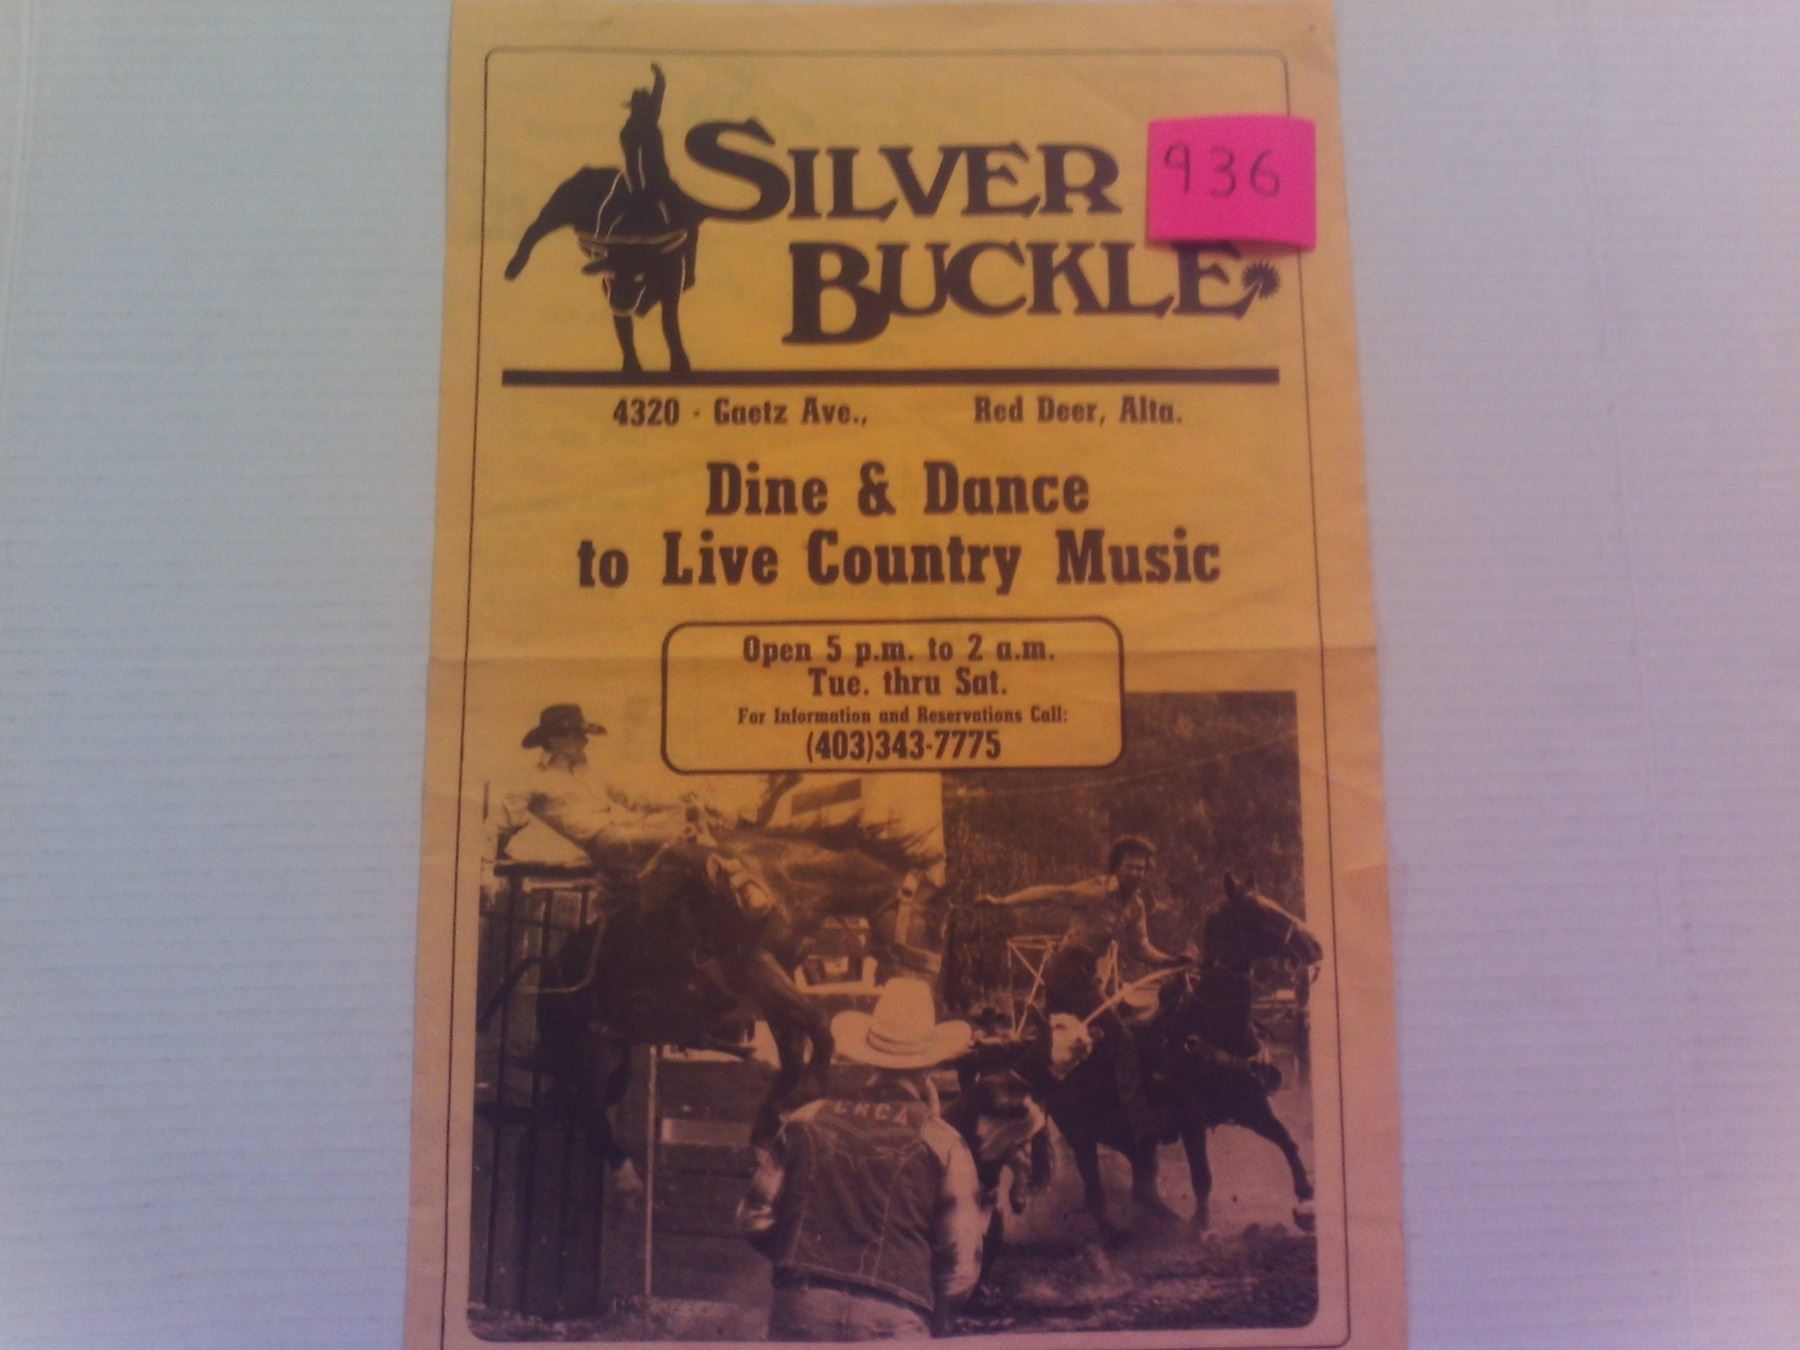 SILVER
936
BUCKLE
4320 - Gaetz Ave., Red Deer, Alta.
Dine & Dance
to Live Country Music
Open 5 p.m. to 2 a.m.
Tue. thru Sat.
For Information and Reservations Call:
(403)343-7775